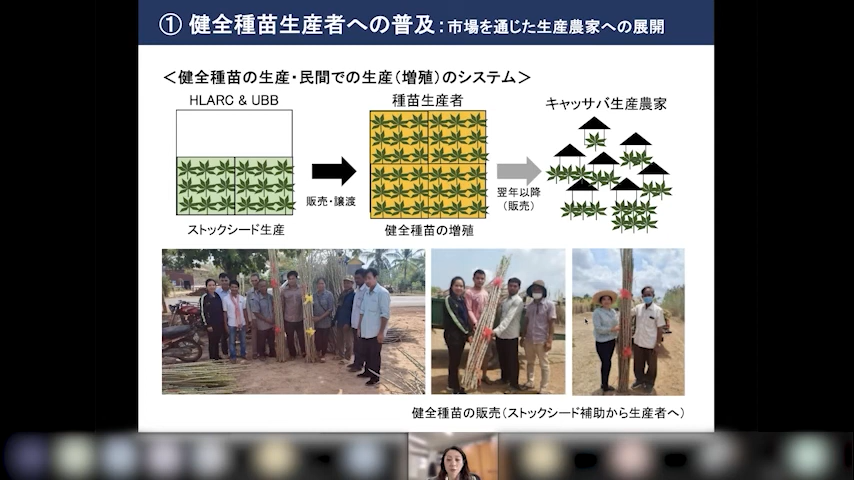 ① 健全種苗生産者への普及：市場を通じた生産農家への展開
＜健全種苗の生産・民間での生産（増殖）のシステム＞
HLARC & UBB
種苗生産者
キャッサバ生産農家
販売・譲渡
翌年以降
（販売）
ストックシード生産
健全種苗の増殖
健全種苗の販売（ストックシード補助から生産者へ）